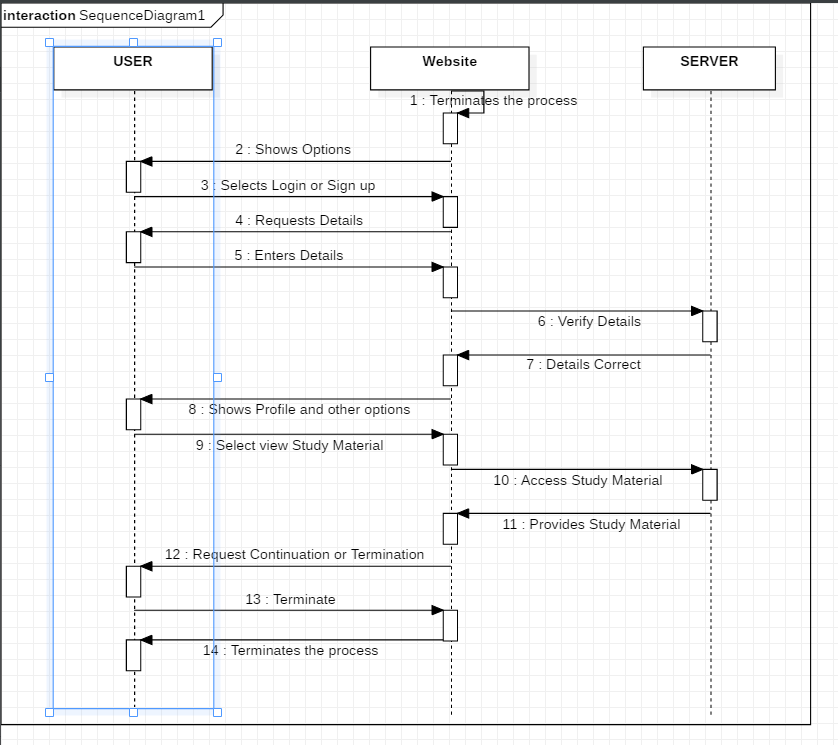 interaction SequenceDiagram1
USER
Website
SERVER
1 : Terminates the process
2 : Shows Options
3 : Selects Login or Sign up
4 : Requests Details
5 : Enters Details
6 : Verify Details
7 : Details Correct
8 : Shows Profile and other options
9 : Select view Study Material
10 : Access Study Material
11 : Provides Study Material
12 : Request Continuation or Termination
13 : Terminate
14 : Terminates the process